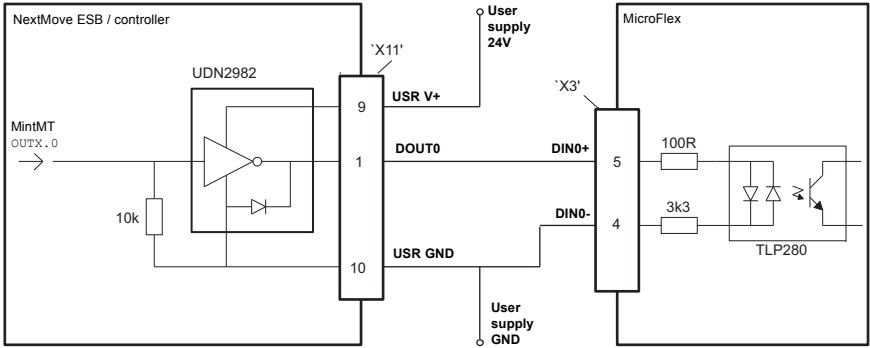 NextMove ESB / controller
User
supply
24V
MicroFlex
`X11'
UDN2982
`X3'
9
USR V+
MintMT
OUTX.0
1
DOUT0
DIN0+
5
100R
10k
DIN0-
4
3k3
TLP280
10
USR GND
User
supply
GND